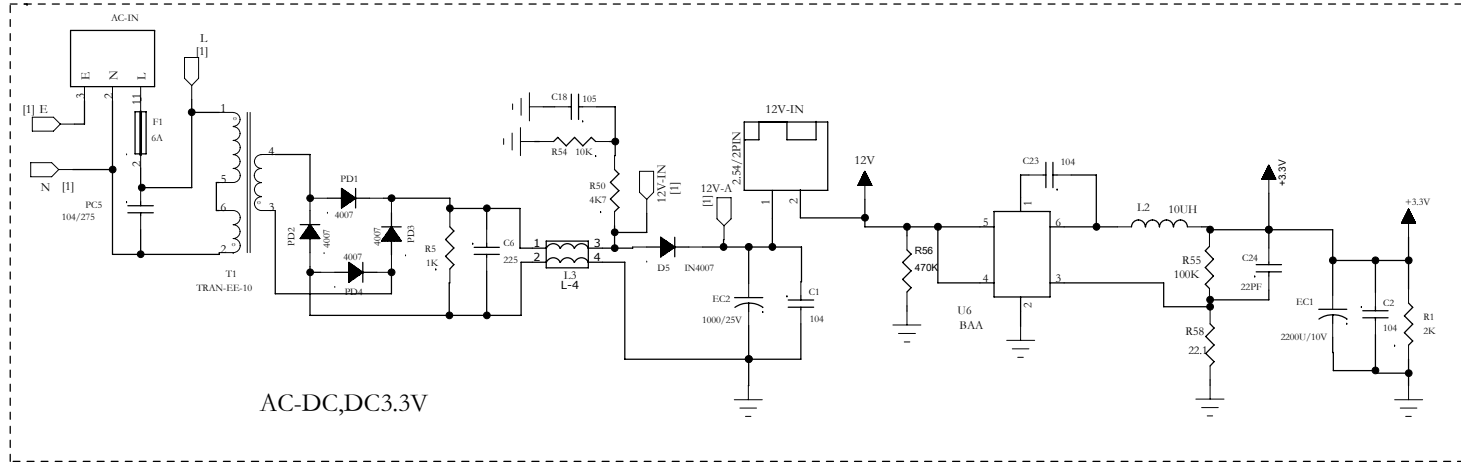 AC-IN
E
N
L
3
2
11
[1] E
N [1]
F1
6A
2
L
[1]
PC5
104/275
1
5
6
2
4
3
T1
TRAN-EE-10
PD1
4007
PD2
4007
4007
PD3
4007
PD4
R5
1K
C6
225
1
2
3
4
L3
L-4
C18
105
R54 10K
R50
4K7
12V-IN
[1]
D5
IN4007
12V-A
[1]
12V-IN
2.54/2PIN
1
2
EC2
1000/25V
C1
104
12V
R56
470K
C23
104
1
5
6
4
3
2
U6
BAA
L2
10UH
R55
100K
C24
22PF
R58
22.1
+3.3V
+3.3V
EC1
2200U/10V
C2
104
R1
2K
AC-DC,DC3.3V